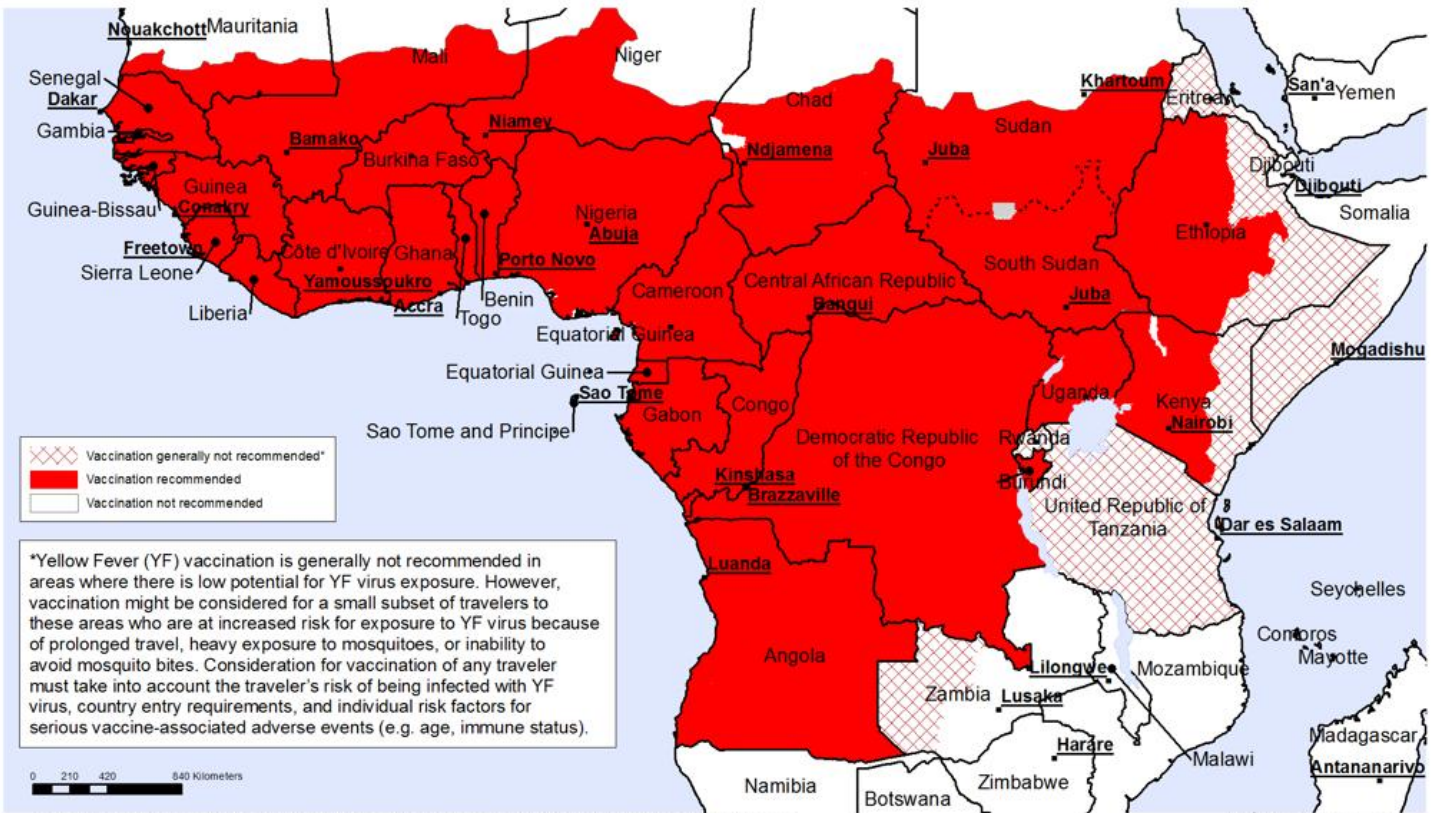 Nouakchott
Mauritania
Mali
Niger
Khartoum
Eritrea
San'a
Yemen
Senegal
Dakar
Gambia
Bamako
Niamey
Burkina Faso
Chad
Ndjamena
Sudan
Juba
Djibouti
Djibouti
Somalia
Guinea
Conakry
Guinea-Bissau
Nigeria
Abuja
Ethiopia
Freetown
Sierra Leone
Côte d'Ivoire
Ghana
Yamoussoukro
Accra
Porto Novo
Liberia
Togo
Benin
Cameroon
Central African Republic
Bangui
South Sudan
Juba
Equatorial Guinea
Equatorial Guinea
Sao Tome
Sao Tome and Principe
Gabon
Congo
Uganda
Kenya
Nairobi
Mogadishu
Democratic Republic
of the Congo
Rwanda
Burundi
Kinshasa
Brazzaville
United Republic of
Tanzania
Dar es Salaam
Luanda
Seychelles
Comoros
Mayotte
Angola
Zambia
Lusaka
Lilongwe
Mozambique
Malawi
Harare
Zimbabwe
Namibia
Botswana
Madagascar
Antananarivo
Vaccination generally not recommended*
Vaccination recommended
Vaccination not recommended
*Yellow Fever (YF) vaccination is generally not recommended in
areas where there is low potential for YF virus exposure. However,
vaccination might be considered for a small subset of travelers to
these areas who are at increased risk for exposure to YF virus because
of prolonged travel, heavy exposure to mosquitoes, or inability to
avoid mosquito bites. Consideration for vaccination of any traveler
must take into account the traveler's risk of being infected with YF
virus, country entry requirements, and individual risk factors for
serious vaccine-associated adverse events (e.g. age, immune status).
0 210 420 840 Kilometers